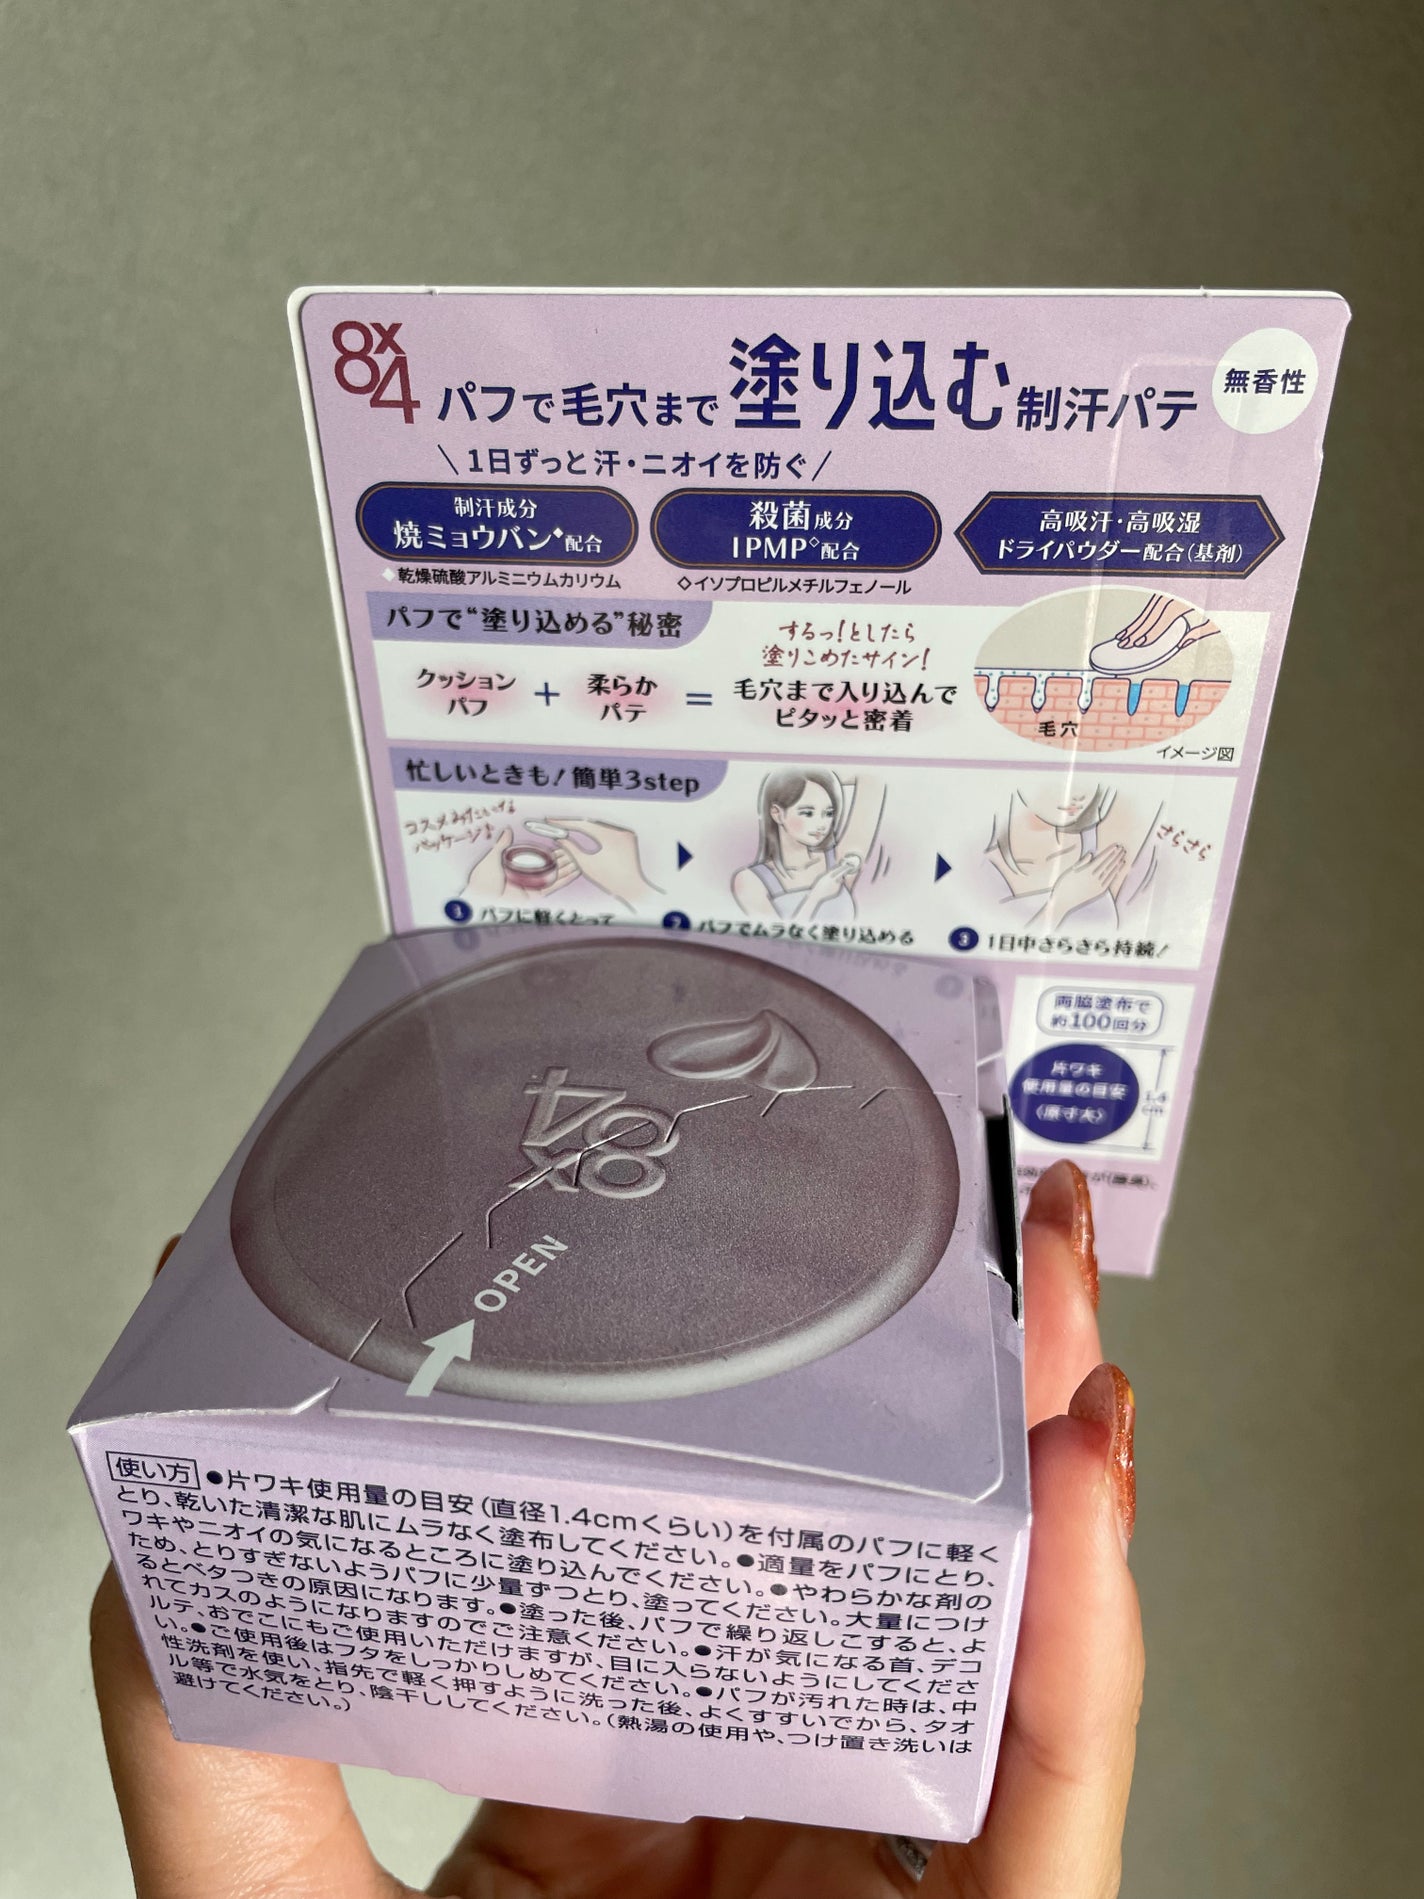 8x4
パフで毛穴まで塗り込む制汗パテ
無香性
\ 1日ずっと汗・ニオイを防ぐ /
制汗成分
焼ミョウバン◆配合
殺菌成分
IPMP◇配合
高吸汗・高吸湿
ドライパウダー配合(基剤)
◆乾燥硫酸アルミニウムカリウム
◇イソプロピルメチルフェノール
パフで“塗り込める”秘密
クッション
パフ
+
柔らか
パテ
=
するっ!としたら
塗りこめたサイン!
毛穴まで入り込んで
ピタッと密着
毛穴
イメージ図
忙しいときも!簡単3step
コスメみたいな
パッケージ♪
さらさら
1 パフに軽くとって
2 パフでムラなく塗り込める
3 1日中さらさら持続!
両脇塗布で
約100回分
片ワキ
使用量の目安
〈原寸大〉
1.4
cm
8x4
OPEN
使い方 ●片ワキ使用量の目安(直径1.4cmくらい)を付属のパフに軽く
とり、乾いた清潔な肌にムラなく塗布してください。●適量をパフにとり、
ワキやニオイの気になるところに塗り込んでください。●やわらかな剤の
ため、とりすぎないようパフに少量ずつとり、塗ってください。大量につけ
るとベタつきの原因になります。●塗った後、パフで繰り返しこすると、よ
れてカスのようになりますのでご注意ください。●汗が気になる首、デコ
ルテ、おでこにもご使用いただけますが、目に入らないようにしてくださ
い。●ご使用後はフタをしっかりしめてください。●パフが汚れた時は、中
性洗剤を使い、指先で軽く押すように洗った後、よくすすいでから、タオ
ル等で水気をとり、陰干ししてください。(熱湯の使用や、つけ置き洗いは
避けてください。)